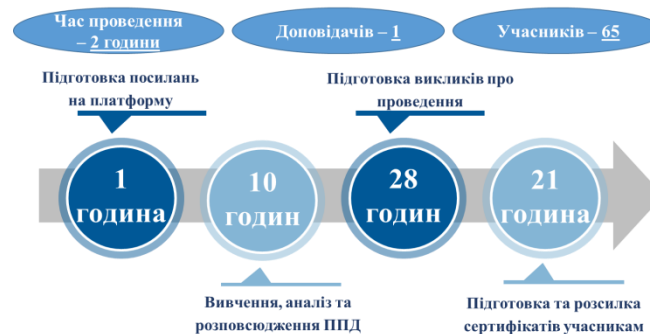 Час проведення
– 2 години
Доповідачів – 1
Учасників – 65
Підготовка посилань
на платформу
Підготовка викликів про
проведення
1
година
10
годин
28
годин
21
година
Вивчення, аналіз та
розповсюдження ППД
Підготовка та розсилка
сертифікатів учасникам